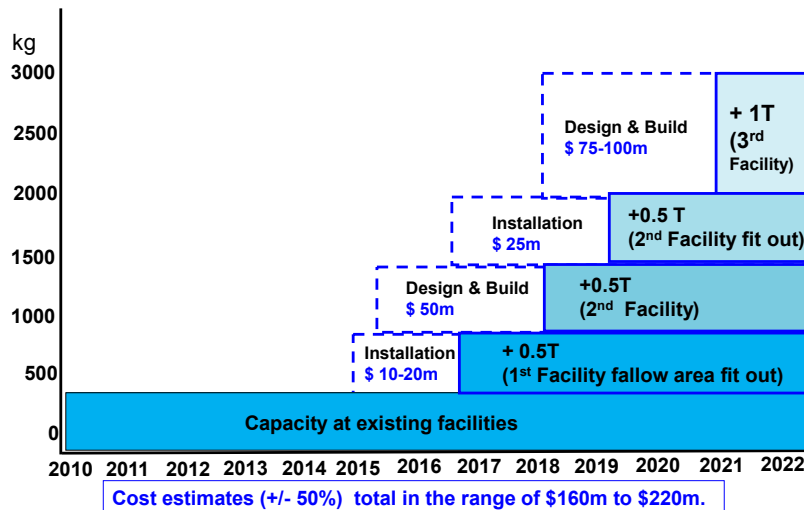 kg
3000
2500
2000
1500
1000
500
0
Design & Build
$ 75-100m
+ 1T
(3rd
Facility)
Installation
$ 25m
+0.5 T
(2nd Facility fit out)
Design & Build
$ 50m
+0.5T
(2nd Facility)
Installation
$ 10-20m
+ 0.5T
(1st Facility fallow area fit out)
Capacity at existing facilities
2010 2011 2012 2013 2014 2015 2016 2017 2018 2019 2020 2021 2022
Cost estimates (+/- 50%) total in the range of $160m to $220m.